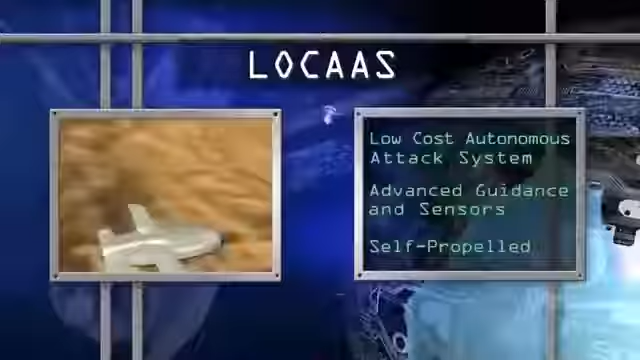 LOCAAS
Low Cost Autonomous
Attack System
Advanced Guidance
and Sensors
Self-Propelled